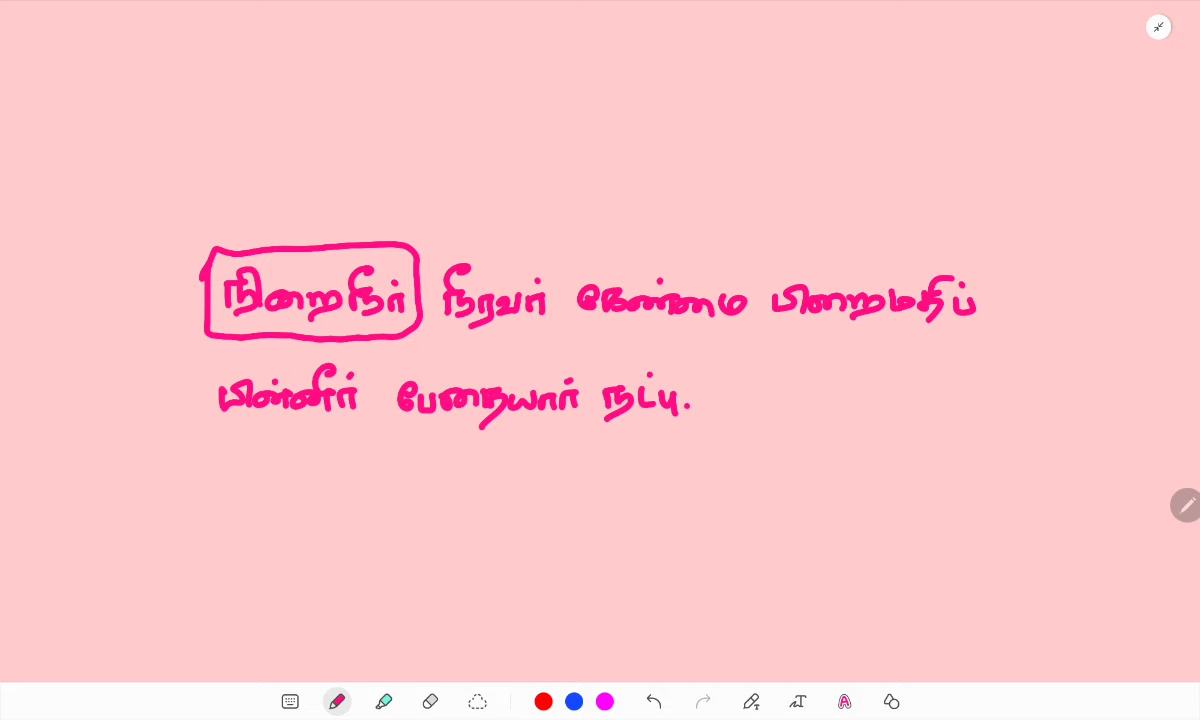 நிறைநீர் நீரவர் கேண்மை பிறைமதிப்
பின்னீர் பேதையார் நட்பு.